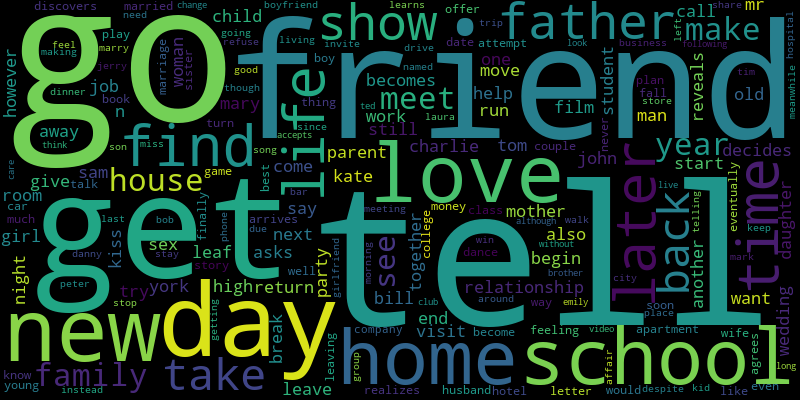 discovers married learns need offer trip boyfriend change share
go friend show father call left business following hospital
however making marry feel jerry play good living going refuse though invite drive date attempt look
child boy named make mr
dinner job woman sister marriage becomes meet move one student plan tim
book thing mary life ted laura help run film fall store old meanwhile
n away turn work still reveals man never
think son miss song since accepts charlie tom couple
find year john decides
care sam talk game best come parent love later start time
give house kate
room car bar live eventually
much last bob finally phone say mother also back another telling daughter
girl get sex arrives next meeting money class although walk keep
kiss leaf due asks see together college win without
danny stay story well girlfriend morning tell dance brother begin want mark
night peter try york high return party bill relationship city wedding
stop getting club around way emily soon place
new day break leaving company visit end become feeling video apartment wife agrees
home school
know family take group affair
young instead leave realizes husband hotel letter would despite kid like even long